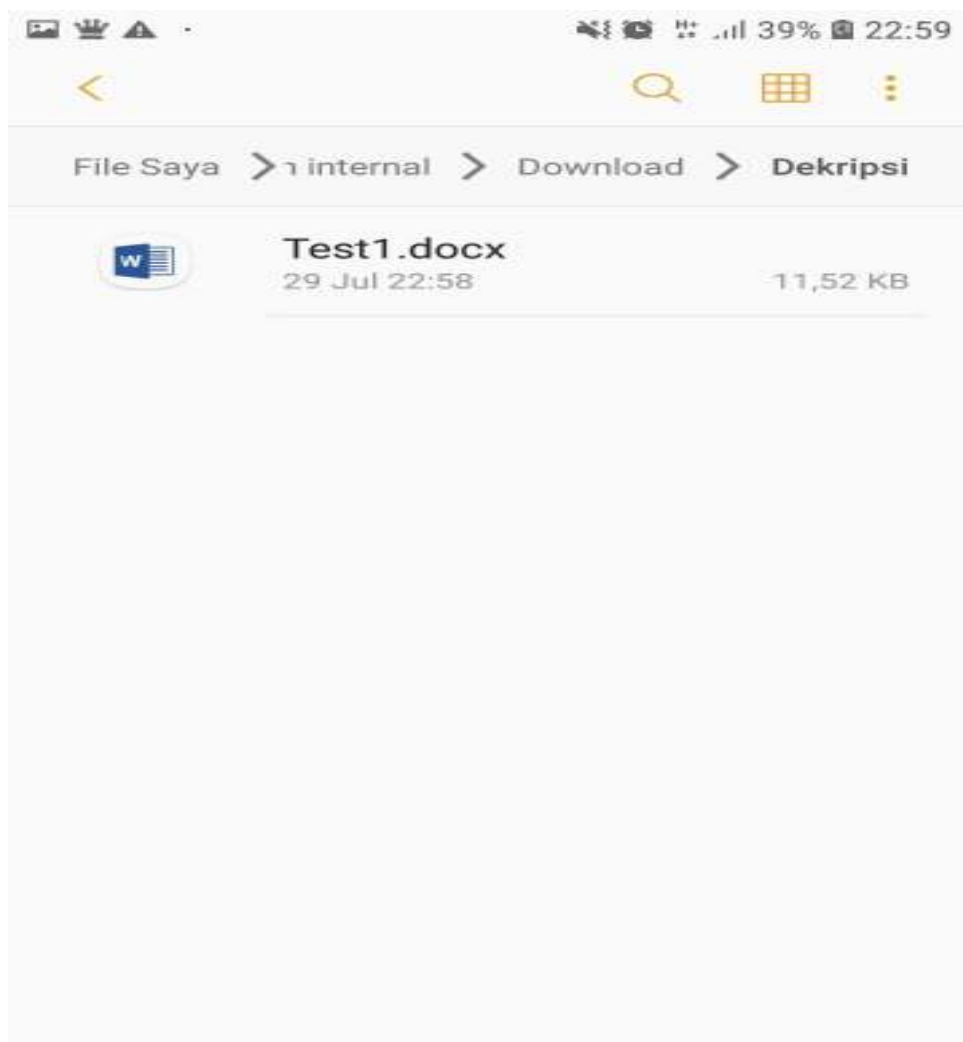 H+ 39% 22:59
File Saya > n internal > Download > Dekripsi
W Test1.docx
29 Jul 22:58 11,52 KB